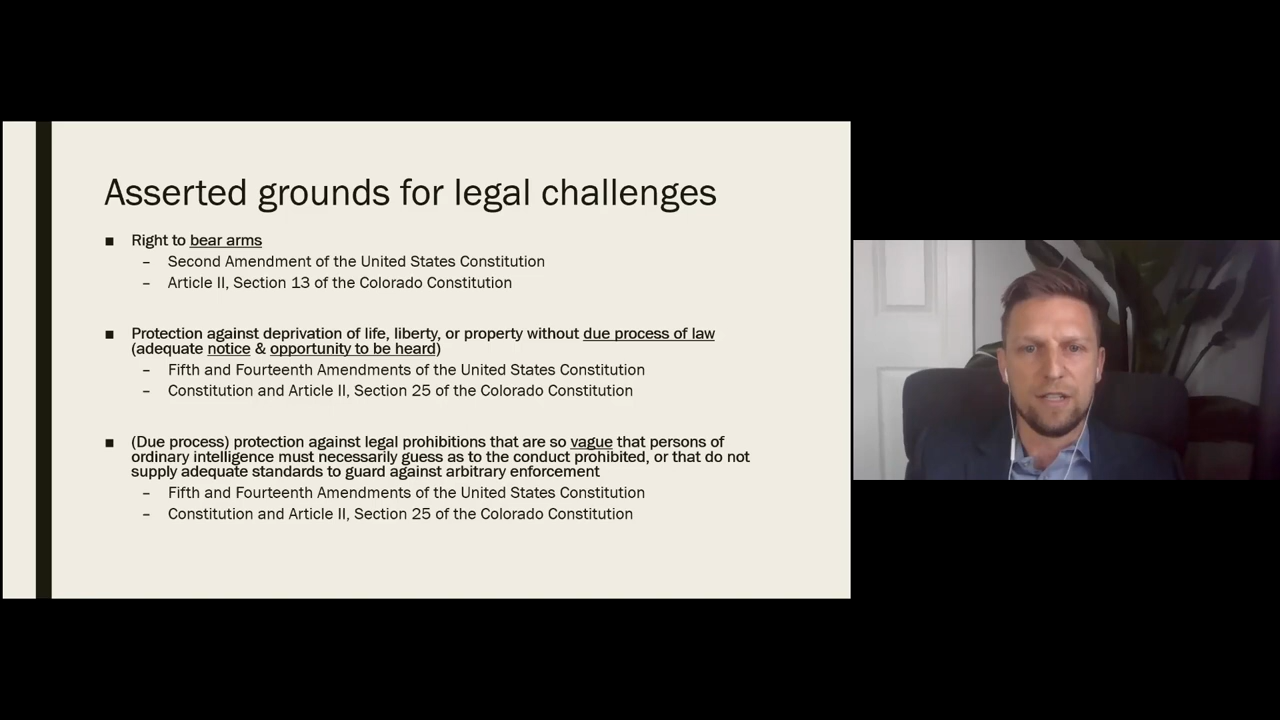 Asserted grounds for legal challenges
■ Right to bear arms
– Second Amendment of the United States Constitution
– Article II, Section 13 of the Colorado Constitution
■ Protection against deprivation of life, liberty, or property without due process of law
(adequate notice & opportunity to be heard)
– Fifth and Fourteenth Amendments of the United States Constitution
– Constitution and Article II, Section 25 of the Colorado Constitution
■ (Due process) protection against legal prohibitions that are so vague that persons of
ordinary intelligence must necessarily guess as to the conduct prohibited, or that do not
supply adequate standards to guard against arbitrary enforcement
– Fifth and Fourteenth Amendments of the United States Constitution
– Constitution and Article II, Section 25 of the Colorado Constitution